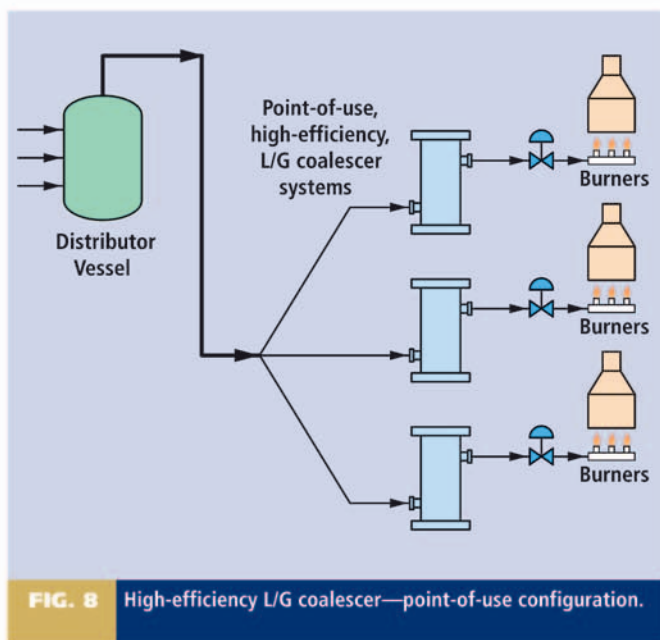 Point-of-use,
high-efficiency,
L/G coalescer
systems
Distributor
Vessel
Burners
Burners
Burners
FIG. 8 High-efficiency L/G coalescer—point-of-use configuration.